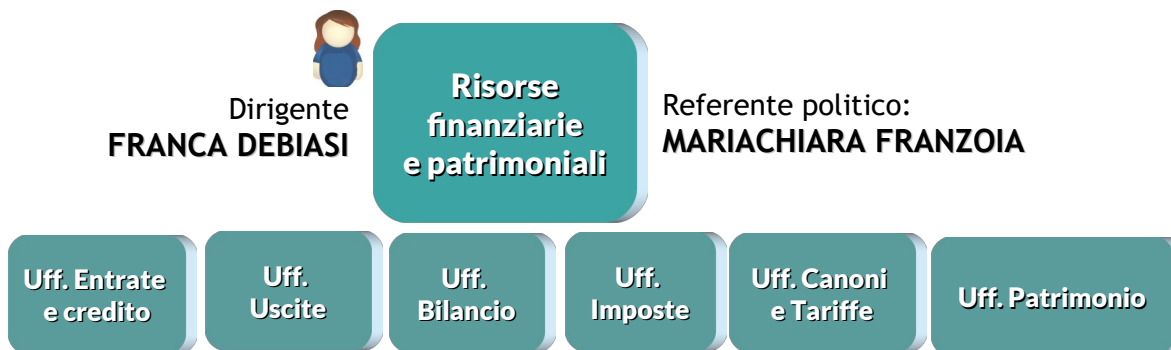 Dirigente
FRANCA DEBIASI
Risorse
finanziarie
e patrimoniali
Referente politico:
MARIACHIARA FRANZOIA
Uff. Entrate
e credito
Uff.
Uscite
Uff.
Bilancio
Uff.
Imposte
Uff. Canoni
e Tariffe
Uff. Patrimonio